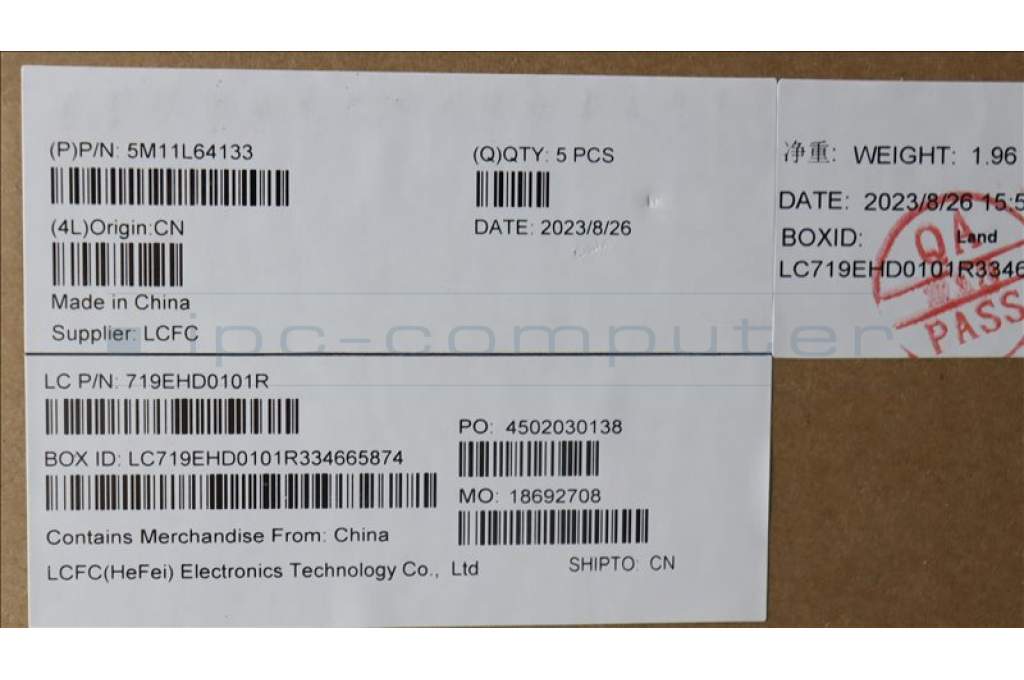 (P)P/N: 5M11L64133
(Q)QTY: 5 PCS
(4L)Origin:CN
DATE: 2023/8/26
Made in China
Supplier: LCFC
净重: WEIGHT: 1.96
DATE: 2023/8/26 15:5
BOXID: Land
LC719EHD0101R3346
QA
PASS
ipc-computer
LC P/N: 719EHD0101R
PO: 4502030138
BOX ID: LC719EHD0101R334665874
MO: 18692708
Contains Merchandise From: China
LCFC(HeFei) Electronics Technology Co., Ltd
SHIPTO: CN